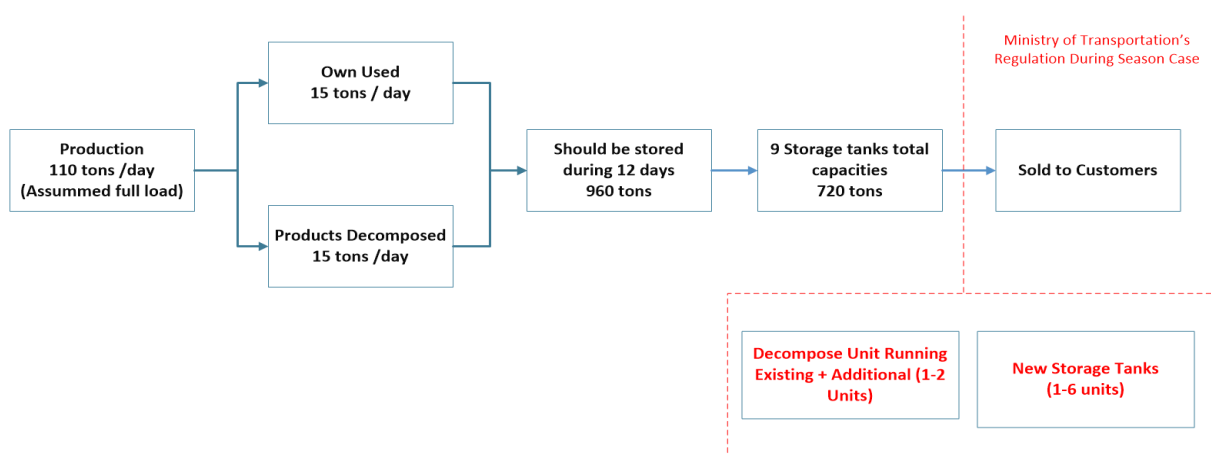 Ministry of Transportation's
Regulation During Season Case
Own Used
15 tons / day
Production
110 tons /day
(Assummed full load)
Should be stored
during 12 days
960 tons
9 Storage tanks total
capacities
720 tons
Sold to Customers
Products Decomposed
15 tons /day
Decompose Unit Running
Existing + Additional (1-2
Units)
New Storage Tanks
(1-6 units)